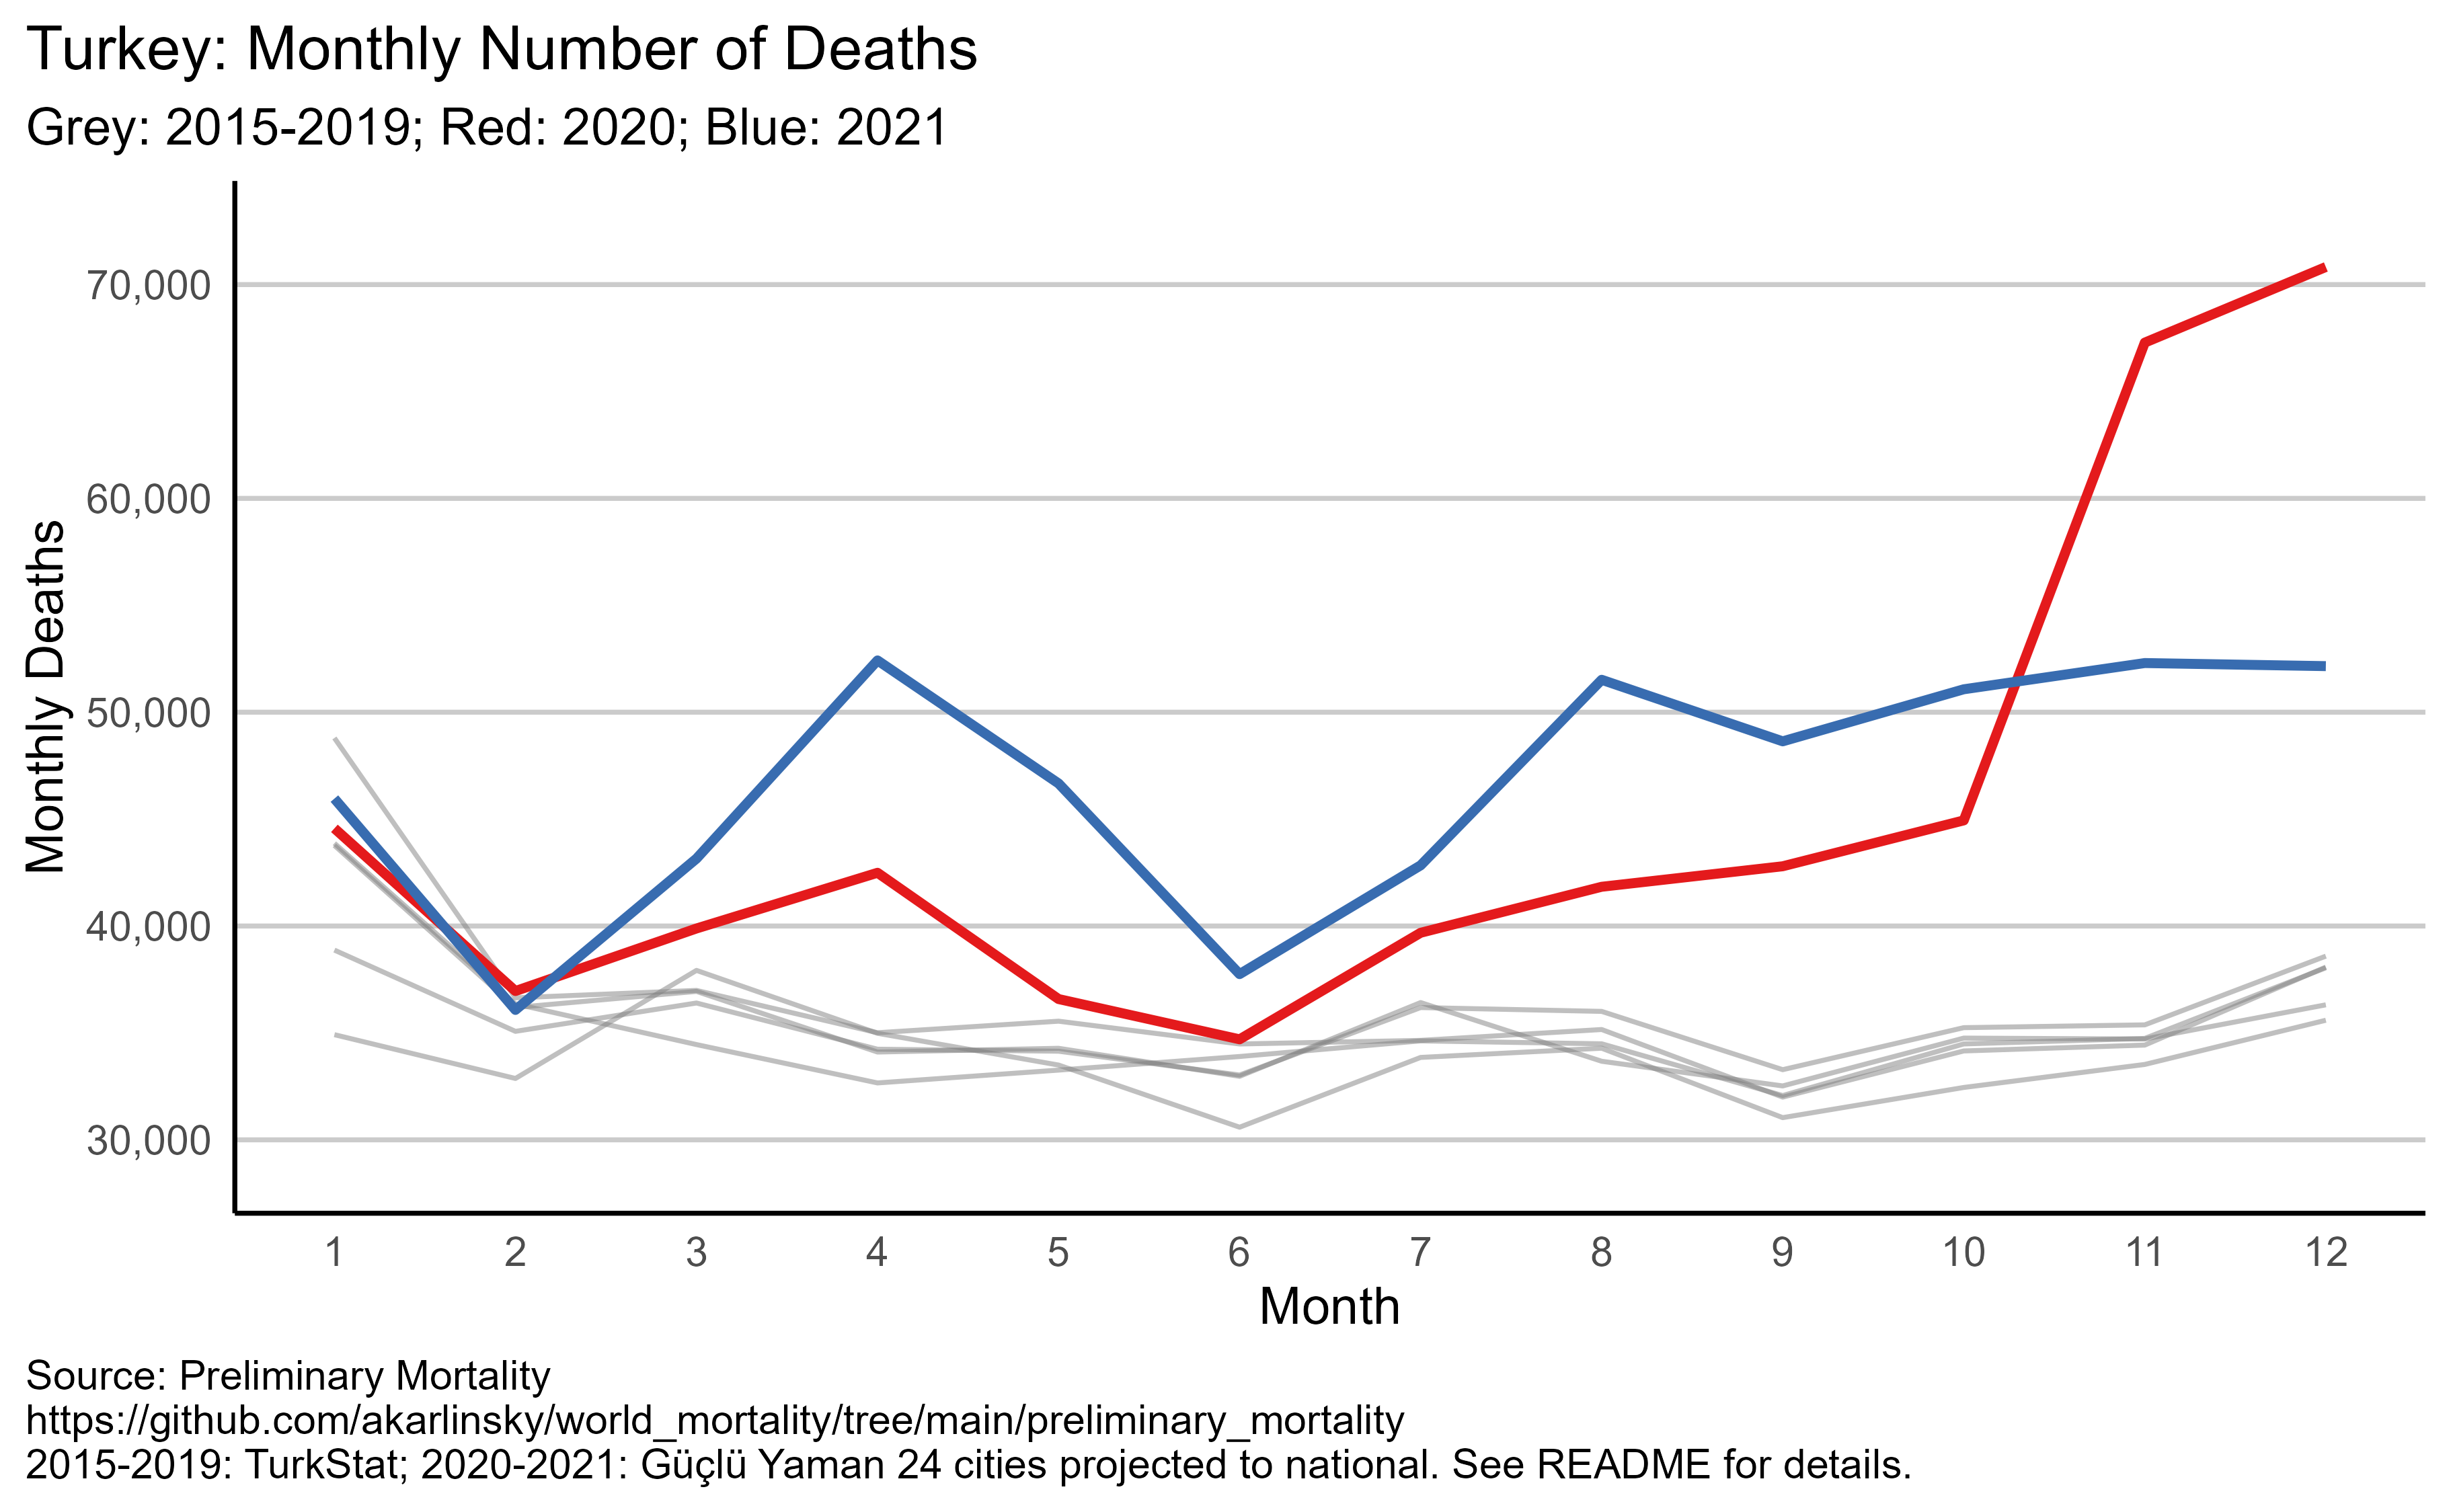 Turkey: Monthly Number of Deaths
Grey: 2015-2019; Red: 2020; Blue: 2021
70,000
60,000
50,000
40,000
30,000
Monthly Deaths
1 2 3 4 5 6 7 8 9 10 11 12
Month
Source: Preliminary Mortality
https://github.com/akarlinsky/world_mortality/tree/main/preliminary_mortality
2015-2019: TurkStat; 2020-2021: Güçlü Yaman 24 cities projected to national. See README for details.